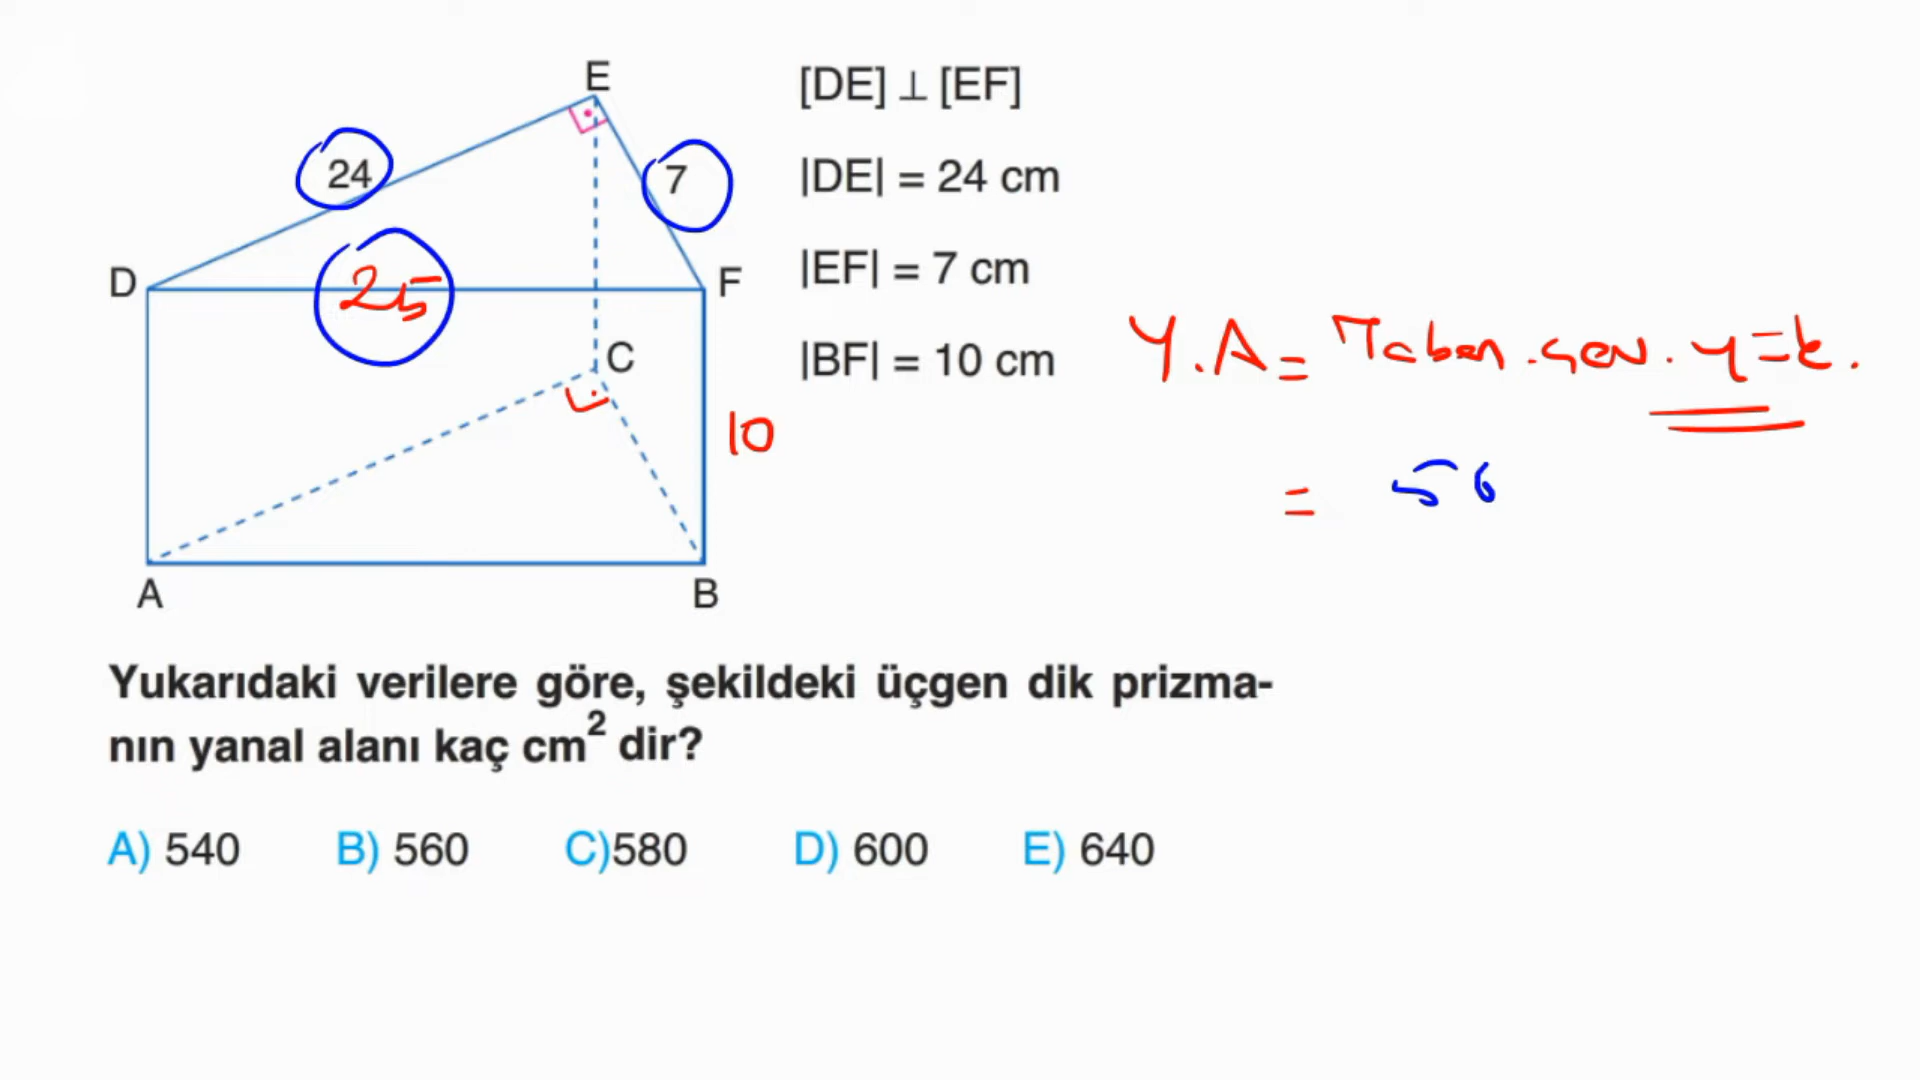 E
[DE] ⊥ [EF]
24
7
|DE| = 24 cm
D
25
F
|EF| = 7 cm
Y.A = Taban.çev. y=k.
C
|BF| = 10 cm
10
= 56
A
B
Yukarıdaki verilere göre, şekildeki üçgen dik prizma-
nın yanal alanı kaç cm² dir?
A) 540 B) 560 C)580 D) 600 E) 640